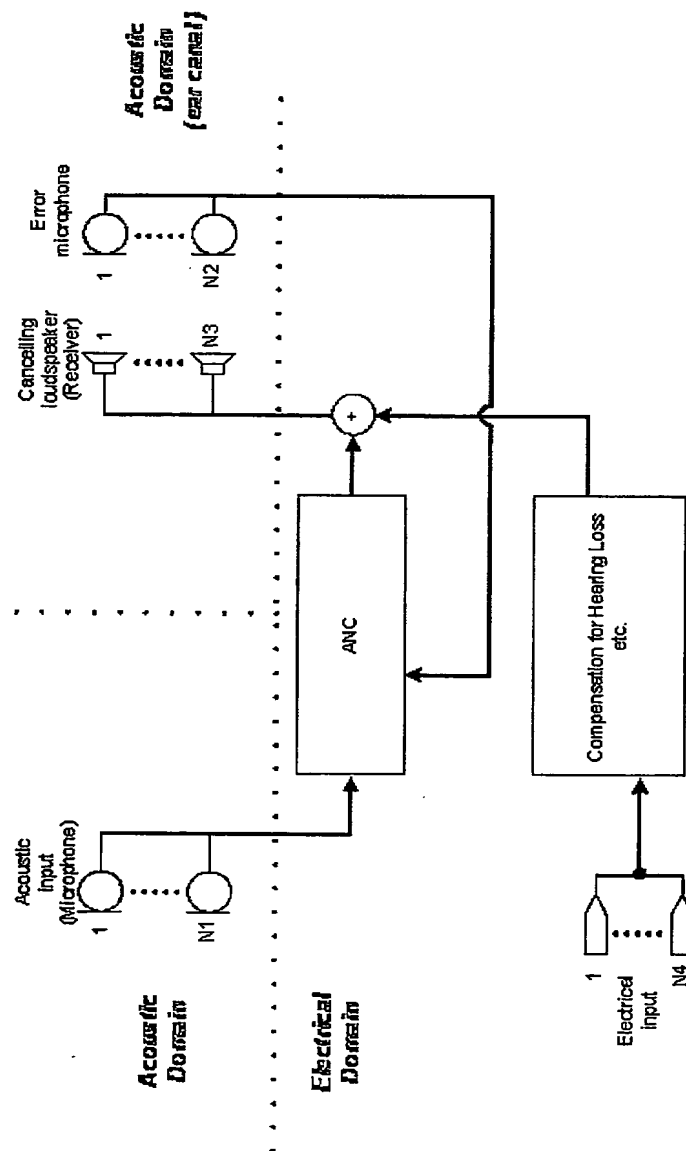 Acoustic
Domain
Acoustic
input
(Microphone)
1
N1
Cancelling
loudspeaker
(Receiver)
1
N3
Error
microphone
1
N2
Acoustic
Domain
(ear canal)
Electrical
Domain
ANC
+
Electrical
input
1
N4
Compensation for Hearing Loss
etc.